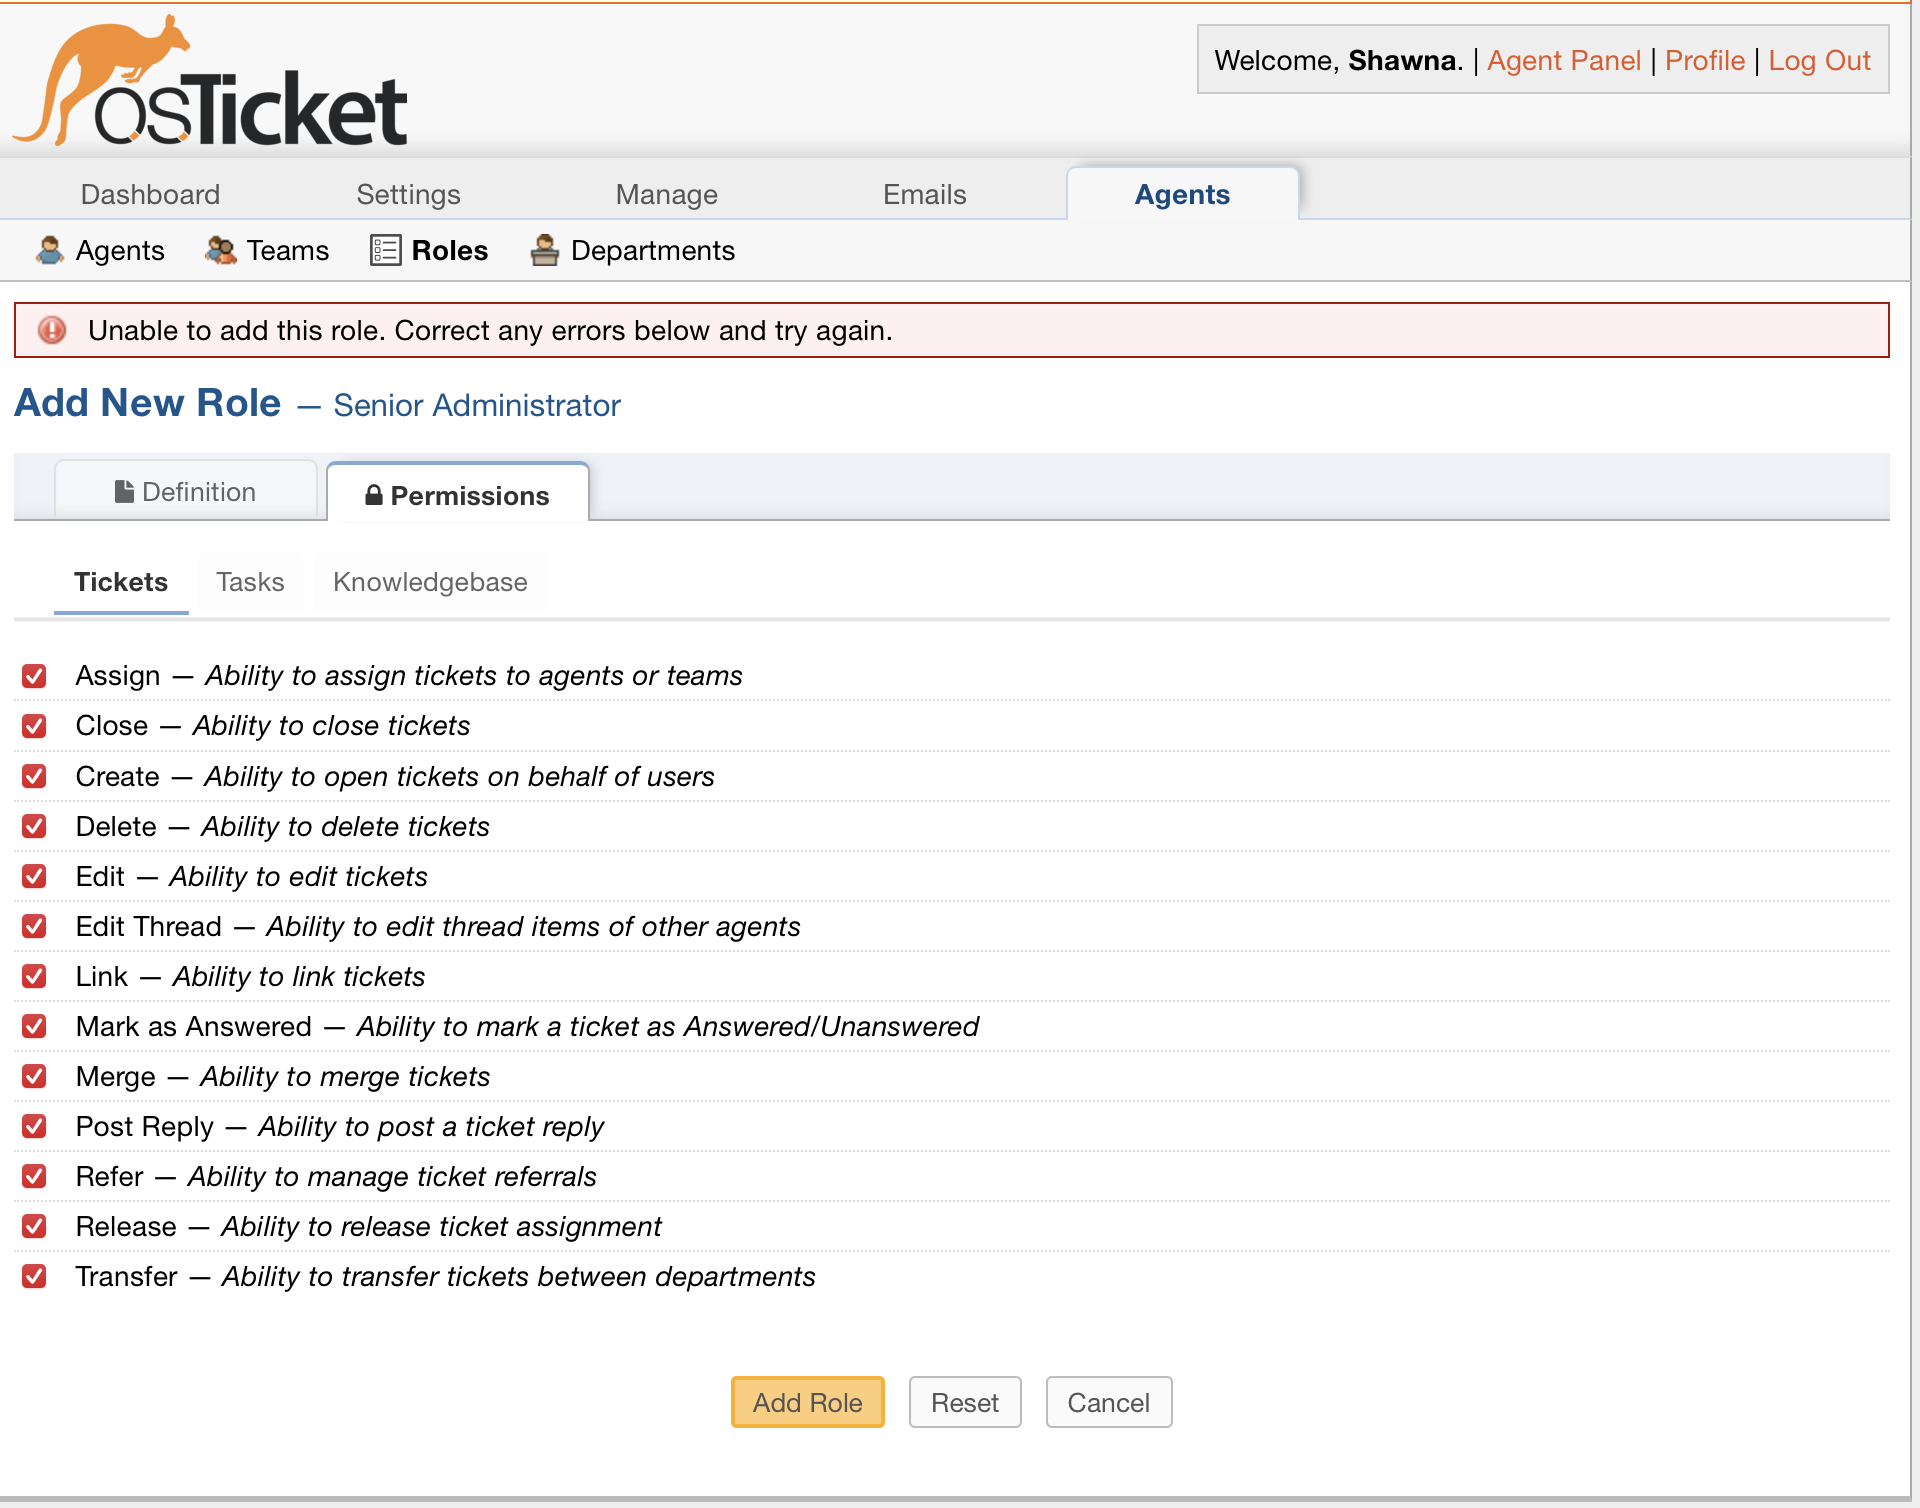 osTicket
Welcome, Shawna. | Agent Panel | Profile | Log Out
Dashboard Settings Manage Emails Agents
Agents Teams Roles Departments
Unable to add this role. Correct any errors below and try again.
Add New Role — Senior Administrator
Definition Permissions
Tickets Tasks Knowledgebase
Assign — Ability to assign tickets to agents or teams
Close — Ability to close tickets
Create — Ability to open tickets on behalf of users
Delete — Ability to delete tickets
Edit — Ability to edit tickets
Edit Thread — Ability to edit thread items of other agents
Link — Ability to link tickets
Mark as Answered — Ability to mark a ticket as Answered/Unanswered
Merge — Ability to merge tickets
Post Reply — Ability to post a ticket reply
Refer — Ability to manage ticket referrals
Release — Ability to release ticket assignment
Transfer — Ability to transfer tickets between departments
Add Role Reset Cancel